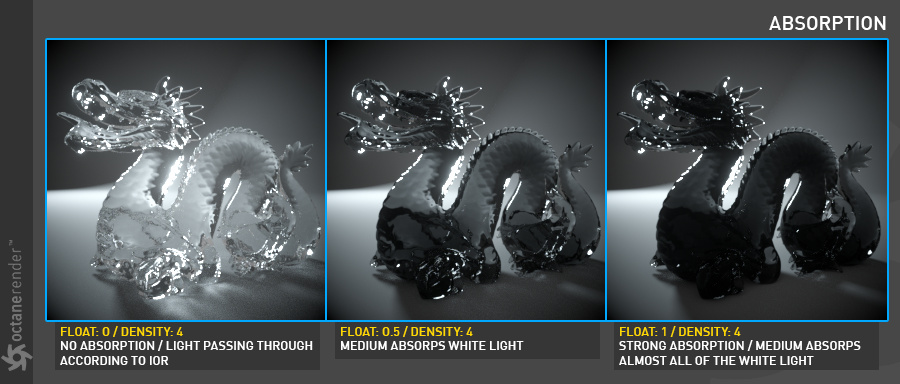 ABSORPTION
FLOAT: 0 / DENSITY: 4
NO ABSORPTION / LIGHT PASSING THROUGH
ACCORDING TO IOR
FLOAT: 0.5 / DENSITY: 4
MEDIUM ABSORPS WHITE LIGHT
FLOAT: 1 / DENSITY: 4
STRONG ABSORPTION / MEDIUM ABSORPS
ALMOST ALL OF THE WHITE LIGHT
octanerender™